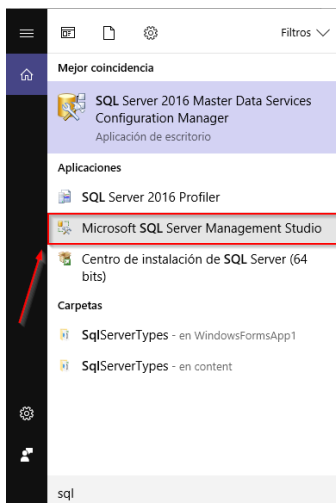 Filtros
Mejor coincidencia
SQL Server 2016 Master Data Services
Configuration Manager
Aplicación de escritorio
Aplicaciones
SQL Server 2016 Profiler
Microsoft SQL Server Management Studio
Centro de instalación de SQL Server (64
bits)
Carpetas
SqlServerTypes - en WindowsFormsApp1
SqlServerTypes - en content
sql